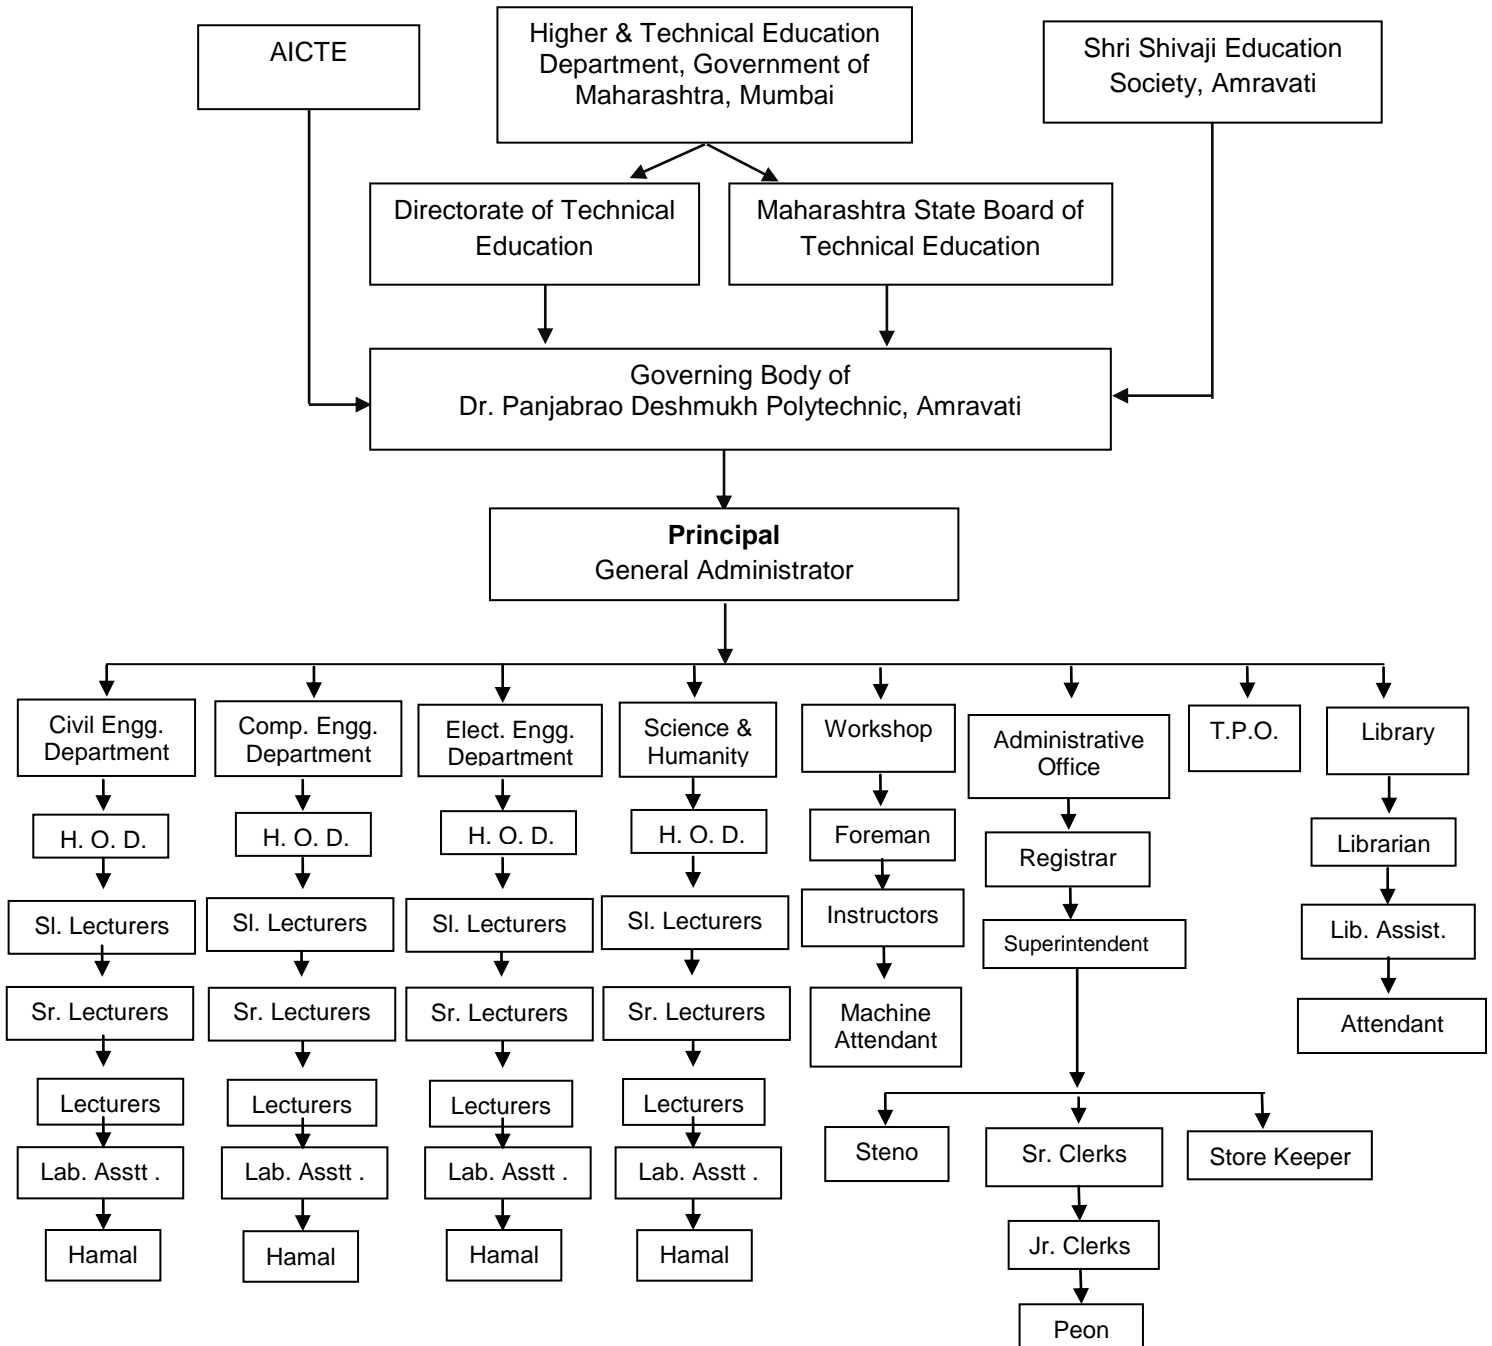 AICTE
Higher & Technical Education
Department, Government of
Maharashtra, Mumbai
Shri Shivaji Education
Society, Amravati
Directorate of Technical
Education
Maharashtra State Board of
Technical Education
Governing Body of
Dr. Panjabrao Deshmukh Polytechnic, Amravati
Principal
General Administrator
Civil Engg.
Department
Comp. Engg.
Department
Elect. Engg.
Department
Science &
Humanity
Workshop
Administrative
Office
T.P.O.
Library
H. O. D.
H. O. D.
H. O. D.
H. O. D.
Foreman
Registrar
Librarian
Sl. Lecturers
Sl. Lecturers
Sl. Lecturers
Sl. Lecturers
Instructors
Superintendent
Lib. Assist.
Sr. Lecturers
Sr. Lecturers
Sr. Lecturers
Sr. Lecturers
Machine
Attendant
Attendant
Lecturers
Lecturers
Lecturers
Lecturers
Steno
Sr. Clerks
Store Keeper
Lab. Asstt .
Lab. Asstt .
Lab. Asstt .
Lab. Asstt .
Hamal
Hamal
Hamal
Hamal
Jr. Clerks
Peon